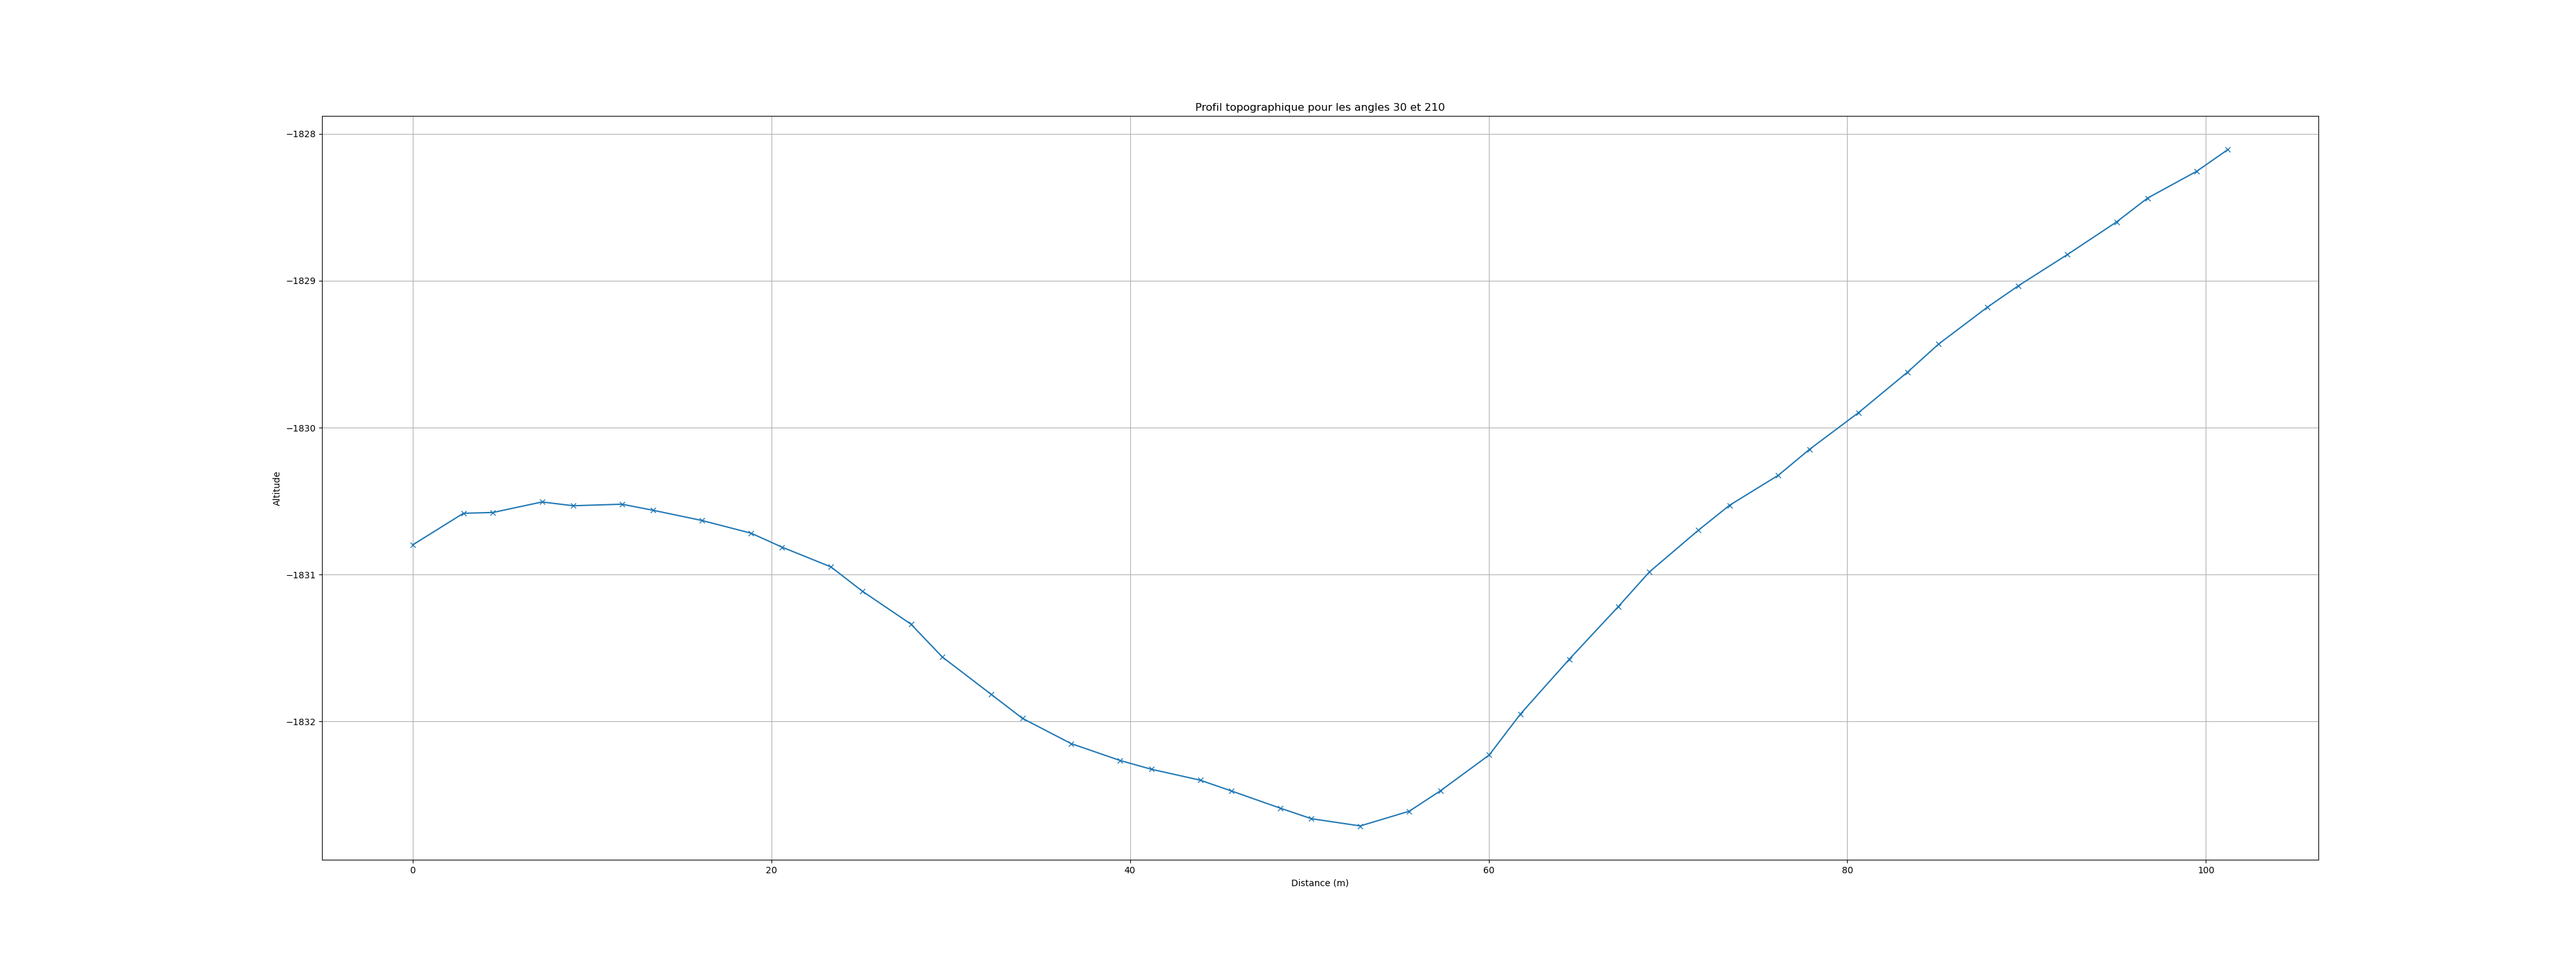 Profil topographique pour les angles 30 et 210
−1828
−1829
−1830
−1831
−1832
Altitude
0 20 40 60 80 100
Distance (m)